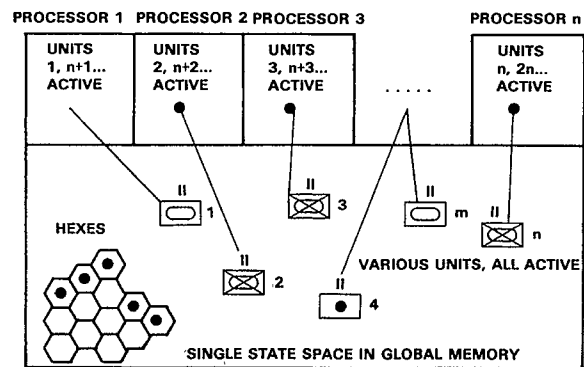 PROCESSOR 1 PROCESSOR 2 PROCESSOR 3 PROCESSOR n
UNITS
1, n+1...
ACTIVE
UNITS
2, n+2...
ACTIVE
UNITS
3, n+3...
ACTIVE
.....
UNITS
n, 2n...
ACTIVE
II
1
II
3
II
m
II
n
HEXES
II
2
II
4
VARIOUS UNITS, ALL ACTIVE
SINGLE STATE SPACE IN GLOBAL MEMORY